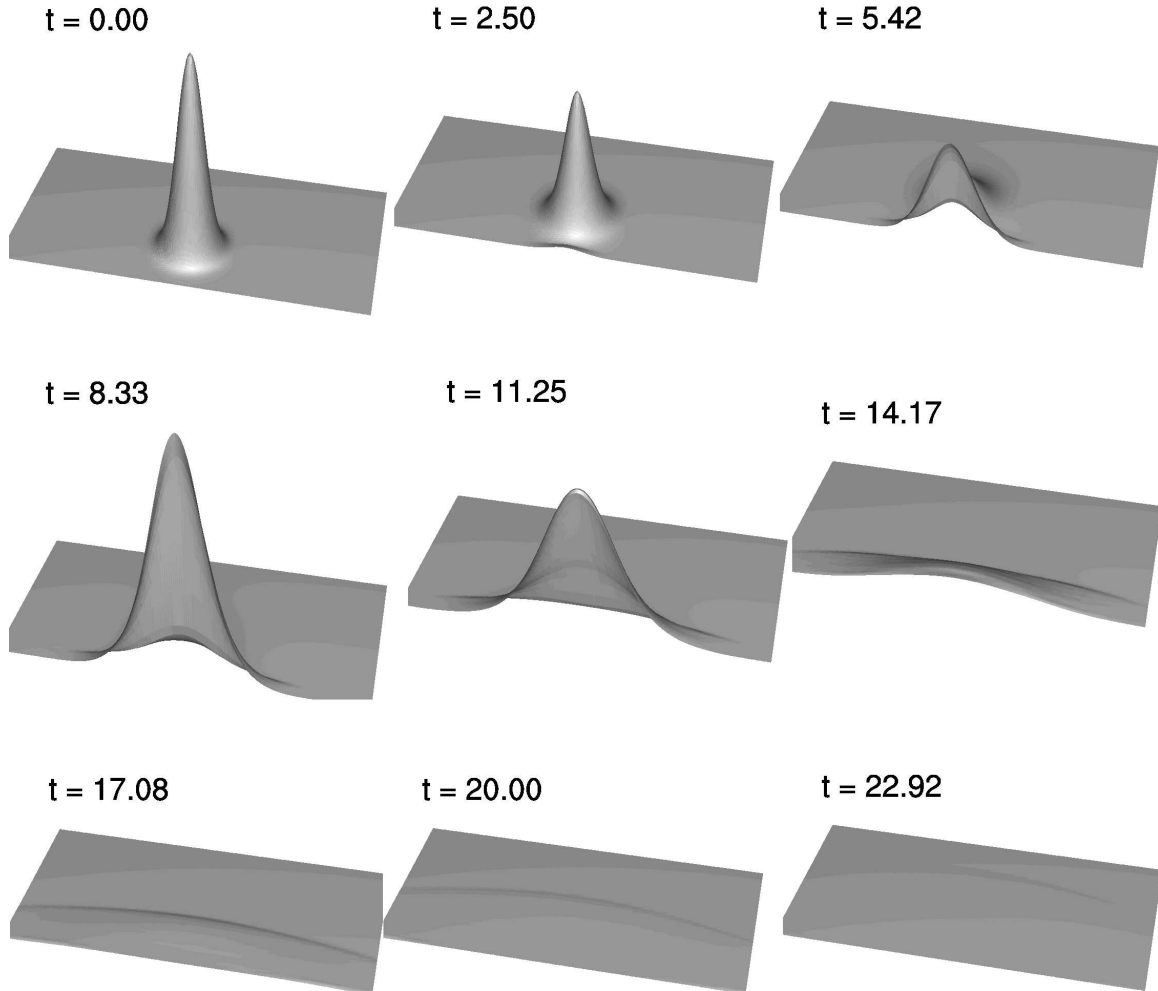 t = 0.00
t = 2.50
t = 5.42
t = 8.33
t = 11.25
t = 14.17
t = 17.08
t = 20.00
t = 22.92